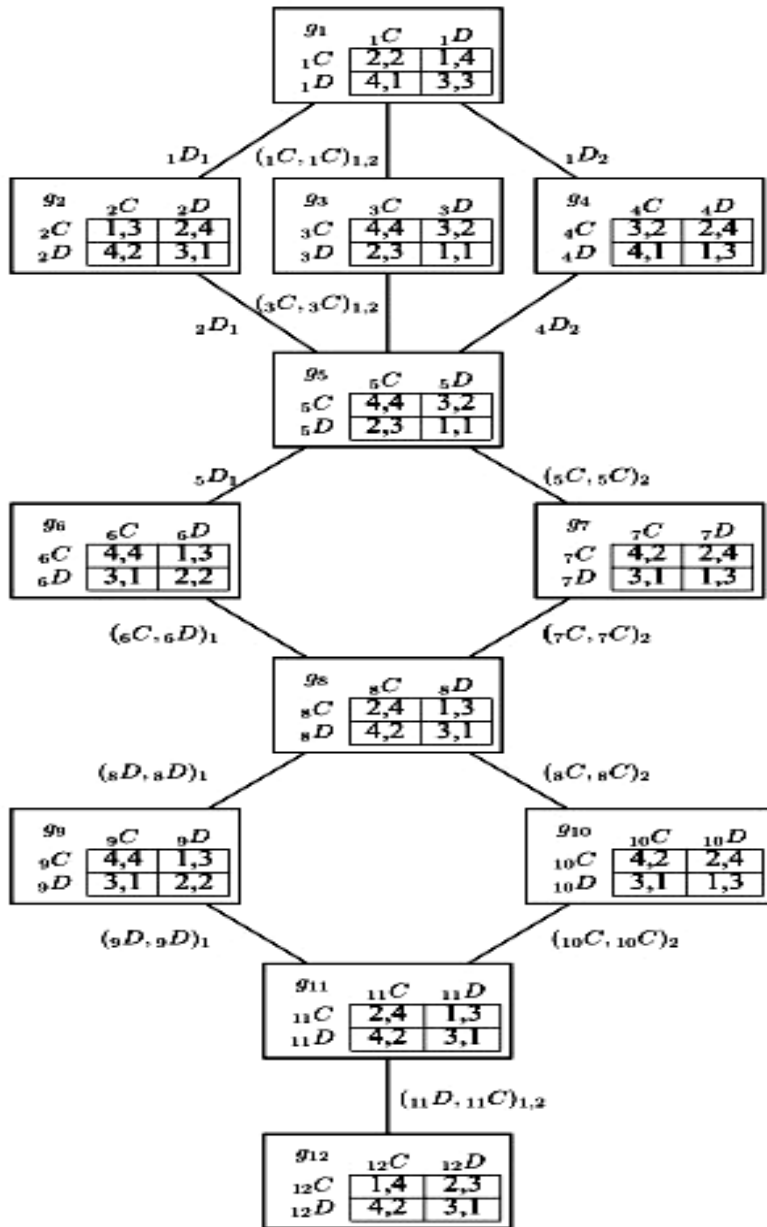 g₁ ₁C ₁D
₁C 2,2 1,4
₁D 4,1 3,3
₁D₁ (₁C, ₁C)₁,₂ ₁D₂
g₂ ₂C ₂D
₂C 1,3 2,4
₂D 4,2 3,1
g₃ ₃C ₃D
₃C 4,4 3,2
₃D 2,3 1,1
g₄ ₄C ₄D
₄C 3,2 2,4
₄D 4,1 1,3
₂D₁ (₃C, ₃C)₁,₂ ₄D₂
g₅ ₅C ₅D
₅C 4,4 3,2
₅D 2,3 1,1
₅D₁ (₅C, ₅C)₂
g₆ ₆C ₆D
₆C 4,4 1,3
₆D 3,1 2,2
g₇ ₇C ₇D
₇C 4,2 2,4
₇D 3,1 1,3
(₆C, ₆D)₁ (₇C, ₇C)₂
g₈ ₈C ₈D
₈C 2,4 1,3
₈D 4,2 3,1
(₈D, ₈D)₁ (₈C, ₈C)₂
g₉ ₉C ₉D
₉C 4,4 1,3
₉D 3,1 2,2
g₁₀ ₁₀C ₁₀D
₁₀C 4,2 2,4
₁₀D 3,1 1,3
(₉D, ₉D)₁ (₁₀C, ₁₀C)₂
g₁₁ ₁₁C ₁₁D
₁₁C 2,4 1,3
₁₁D 4,2 3,1
(₁₁D, ₁₁C)₁,₂
g₁₂ ₁₂C ₁₂D
₁₂C 1,4 2,3
₁₂D 4,2 3,1